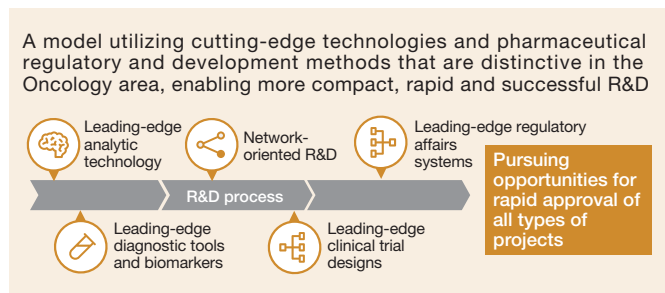 A model utilizing cutting-edge technologies and pharmaceutical
regulatory and development methods that are distinctive in the
Oncology area, enabling more compact, rapid and successful R&D
Leading-edge
analytic
technology
Network-
oriented R&D
Leading-edge regulatory
affairs
systems
R&D process
Leading-edge
diagnostic tools
and biomarkers
Leading-edge
clinical trial
designs
Pursuing
opportunities for
rapid approval of
all types of
projects